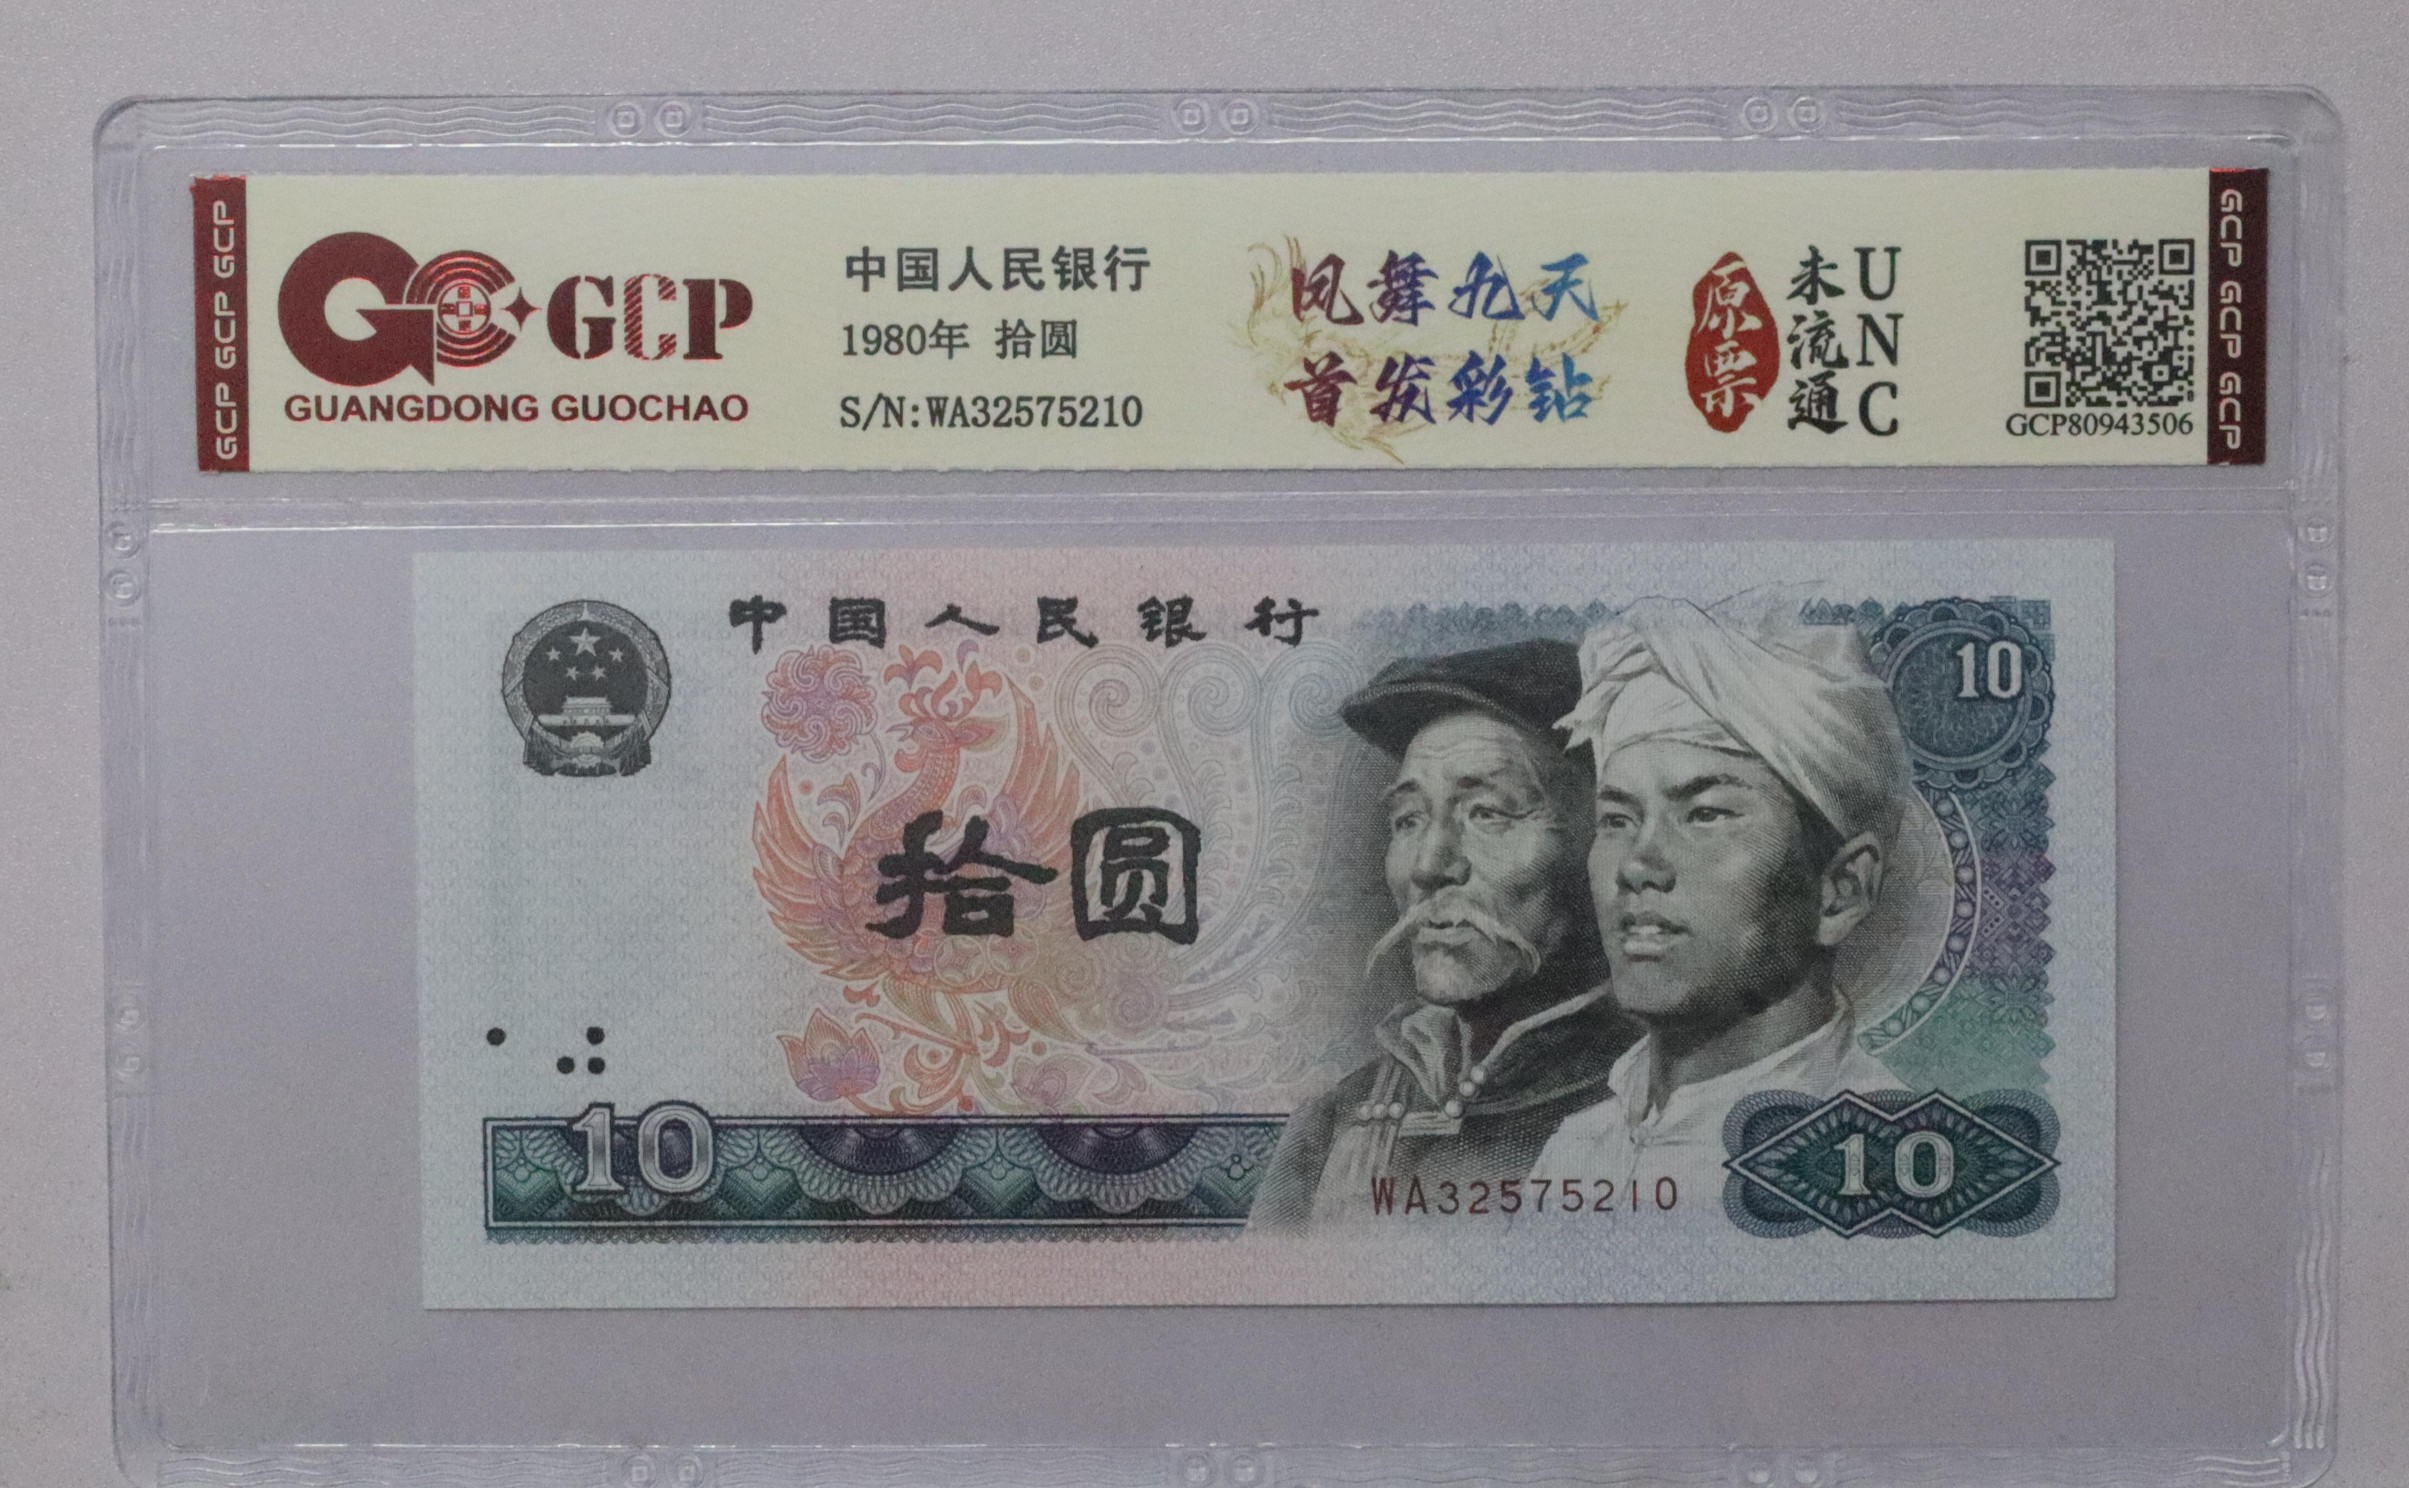 GCP GCP GCP
GC GCP
GUANGDONG GUOCHAO
中国人民银行
1980年 拾圆
S/N:WA32575210
凤舞九天
首发彩钻
原票
未流通
UNC
GCP80943506
GCP GCP GCP
中国人民银行
10
拾圆
10
WA32575210
10